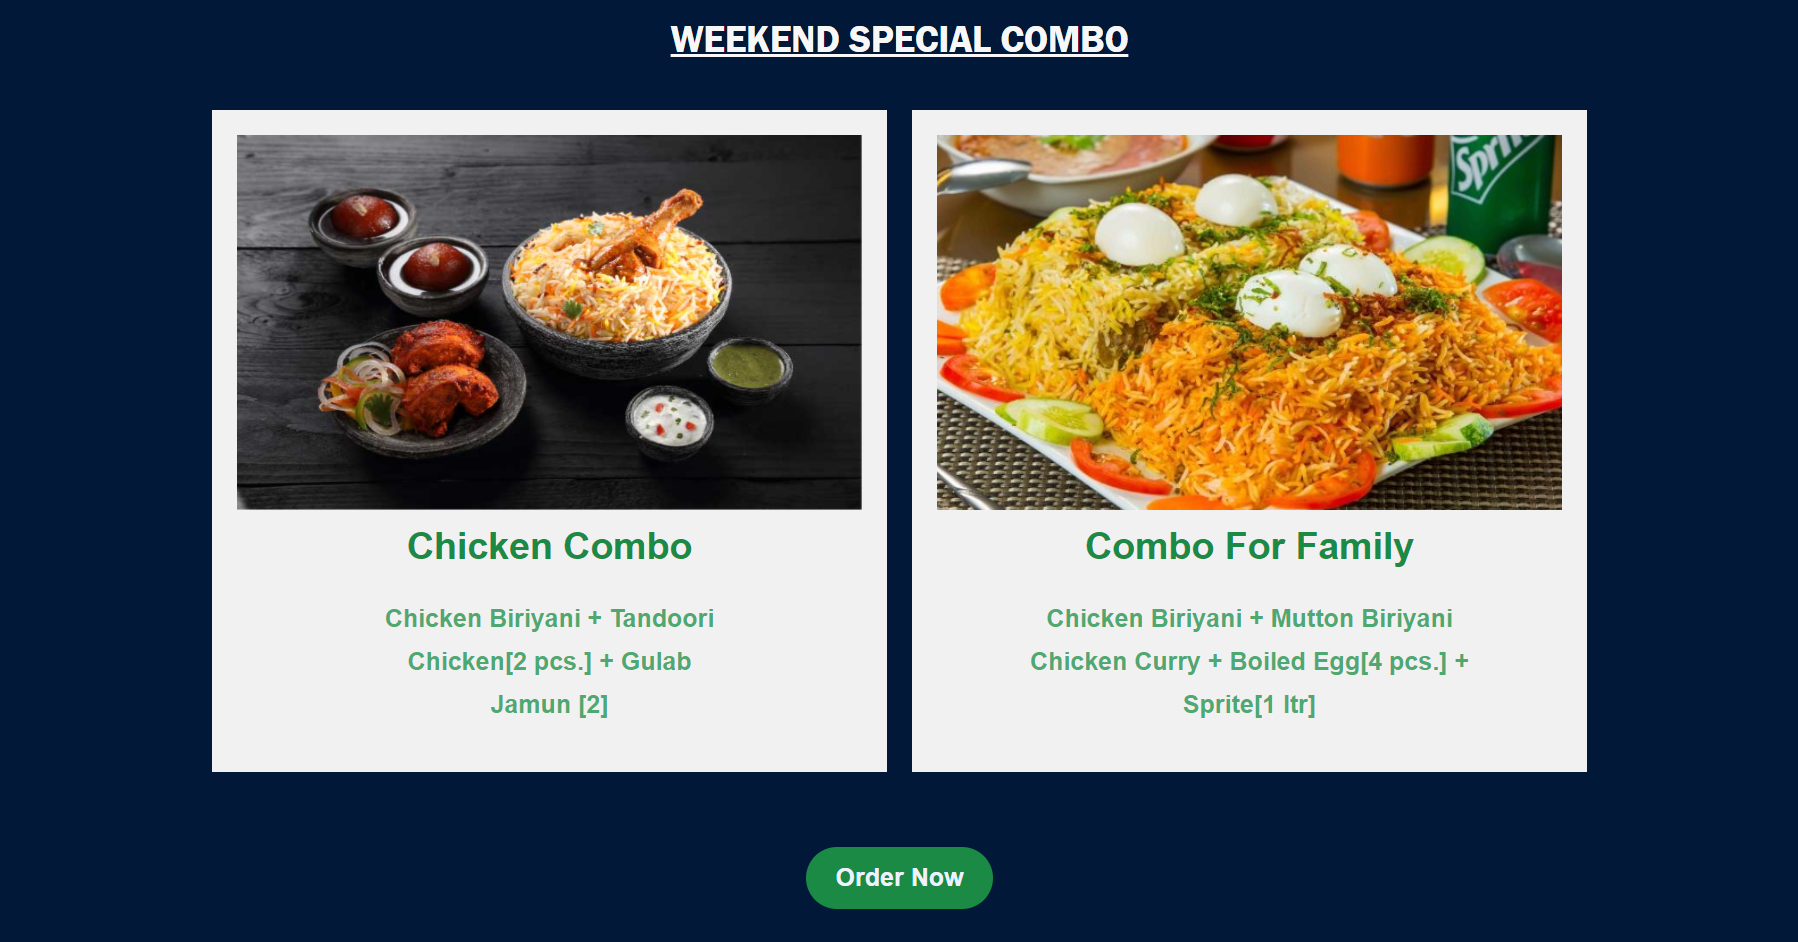 WEEKEND SPECIAL COMBO
Chicken Combo
Chicken Biriyani + Tandoori
Chicken[2 pcs.] + Gulab
Jamun [2]
Combo For Family
Chicken Biriyani + Mutton Biriyani
Chicken Curry + Boiled Egg[4 pcs.] +
Sprite[1 ltr]
Order Now